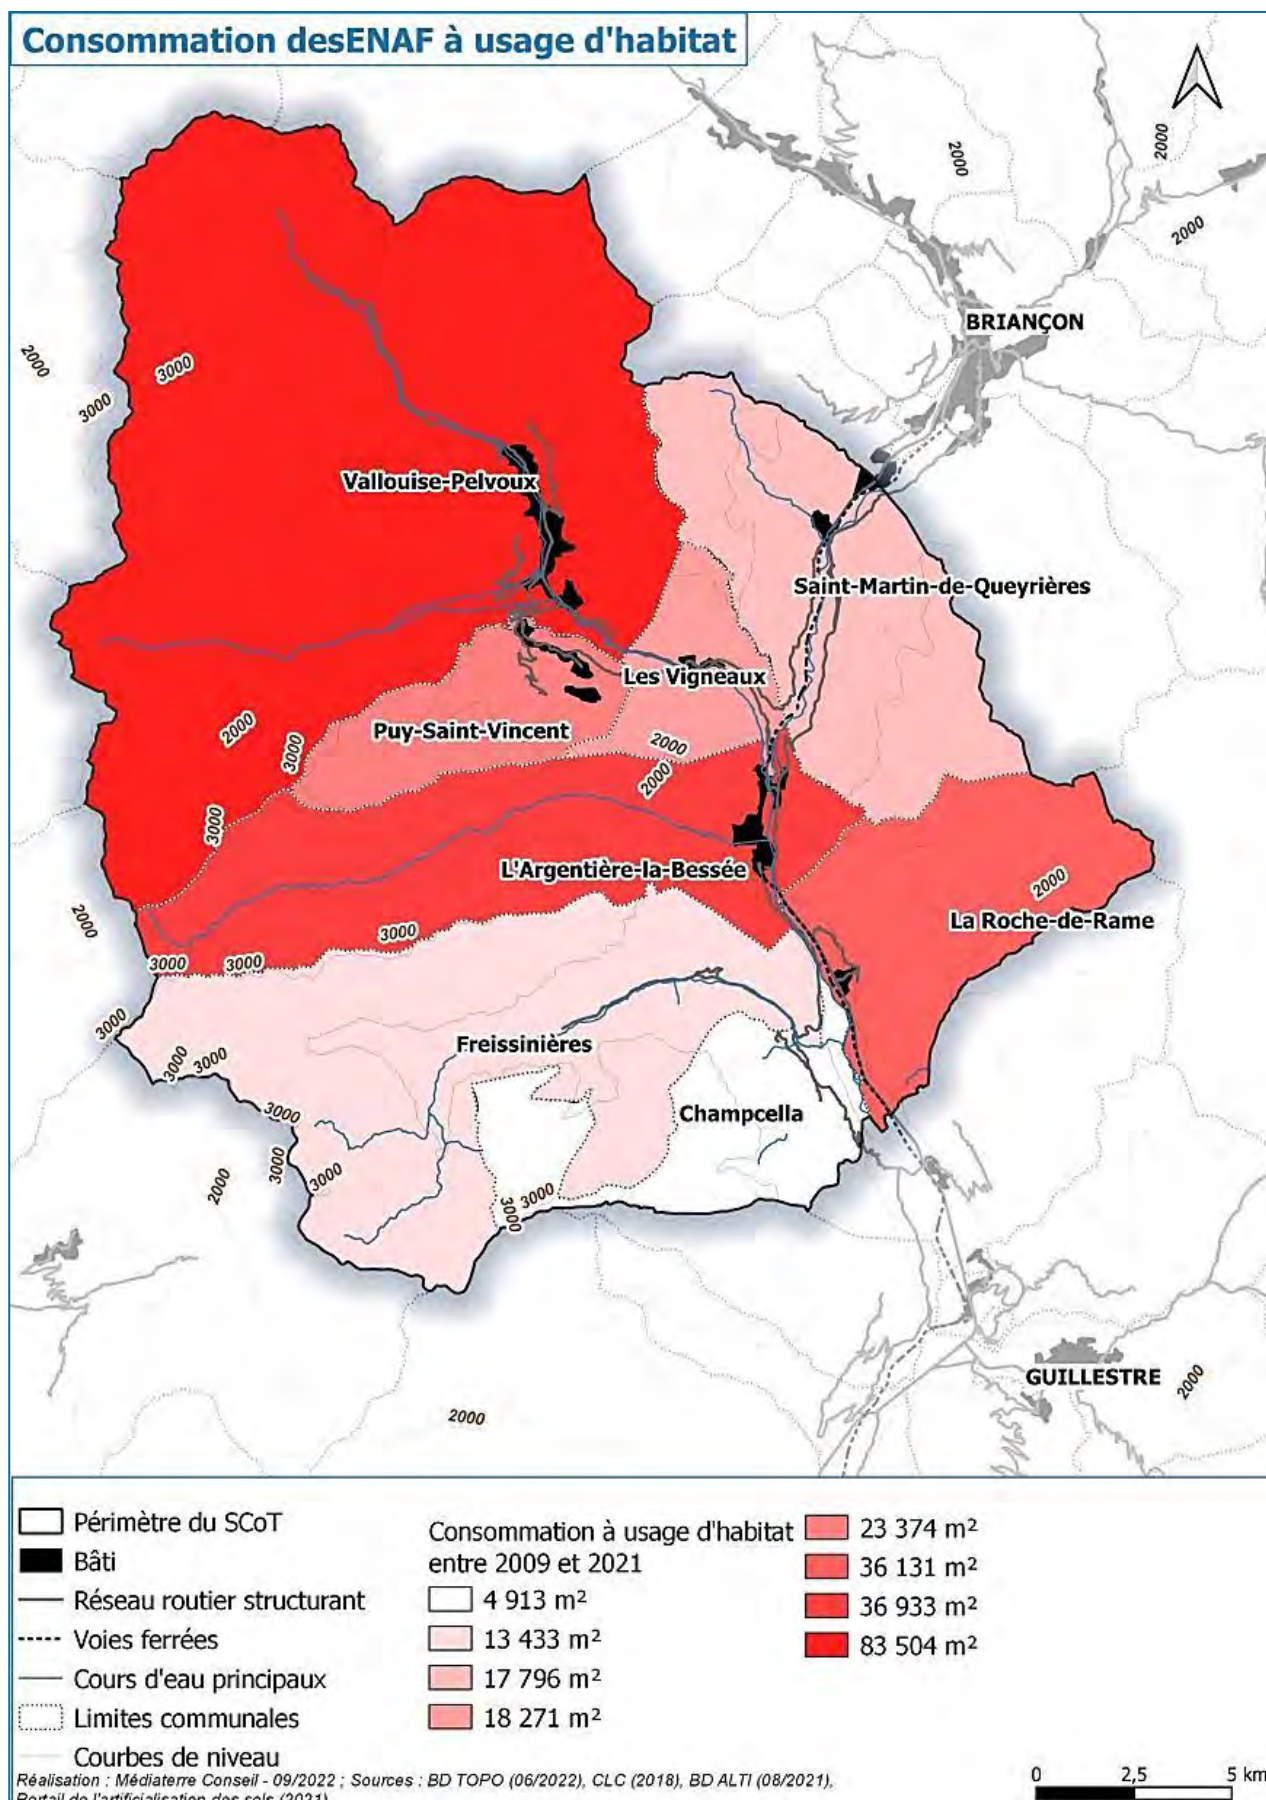 Consommation desENAF à usage d'habitat
2000
2000
2000
BRIANÇON
2000
3000
3000
Vallouise-Pelvoux
Saint-Martin-de-Queyrières
Les Vigneaux
Puy-Saint-Vincent
2000
3000
2000
2000
3000
L'Argentière-la-Bessée
2000
La Roche-de-Rame
2000
3000
3000
3000
3000
Freissinières
3000
3000
3000
Champcella
3000
3000
2000
3000
3000
GUILLESTRE
2000
2000
Périmètre du SCoT
Bâti
Réseau routier structurant
Voies ferrées
Cours d'eau principaux
Limites communales
Courbes de niveau
Consommation à usage d'habitat
entre 2009 et 2021
4 913 m²
13 433 m²
17 796 m²
18 271 m²
23 374 m²
36 131 m²
36 933 m²
83 504 m²
Réalisation : Médiaterre Conseil - 09/2022 ; Sources : BD TOPO (06/2022), CLC (2018), BD ALTI (08/2021),
Portail de l'artificialisation des sols (2021)
0 2,5 5 km